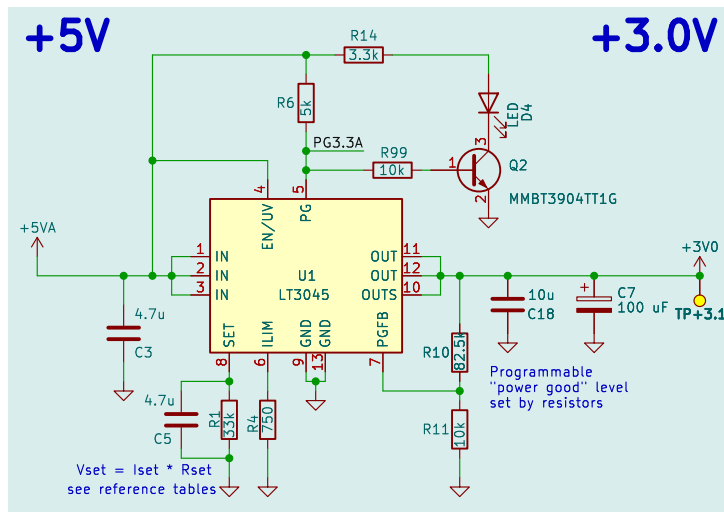 +5V
+3.0V
R14
3.3k
R6
5k
LED
D4
PG3.3A
R99
10k
1
3
2
Q2
MMBT3904TT1G
4
5
EN/UV
PG
+5VA
+3V0
1
IN
2
IN
3
IN
U1
LT3045
OUT
11
OUT
12
OUTS
10
TP+3.1
4.7u
C3
10u
C18
+
C7
100 uF
SET
ILIM
GND
GND
PGFB
8
6
9
13
7
R10
82.5k
Programmable
"power good" level
set by resistors
4.7u
C5
R1
33k
R4
750
R11
10k
Vset = Iset * Rset
see reference tables